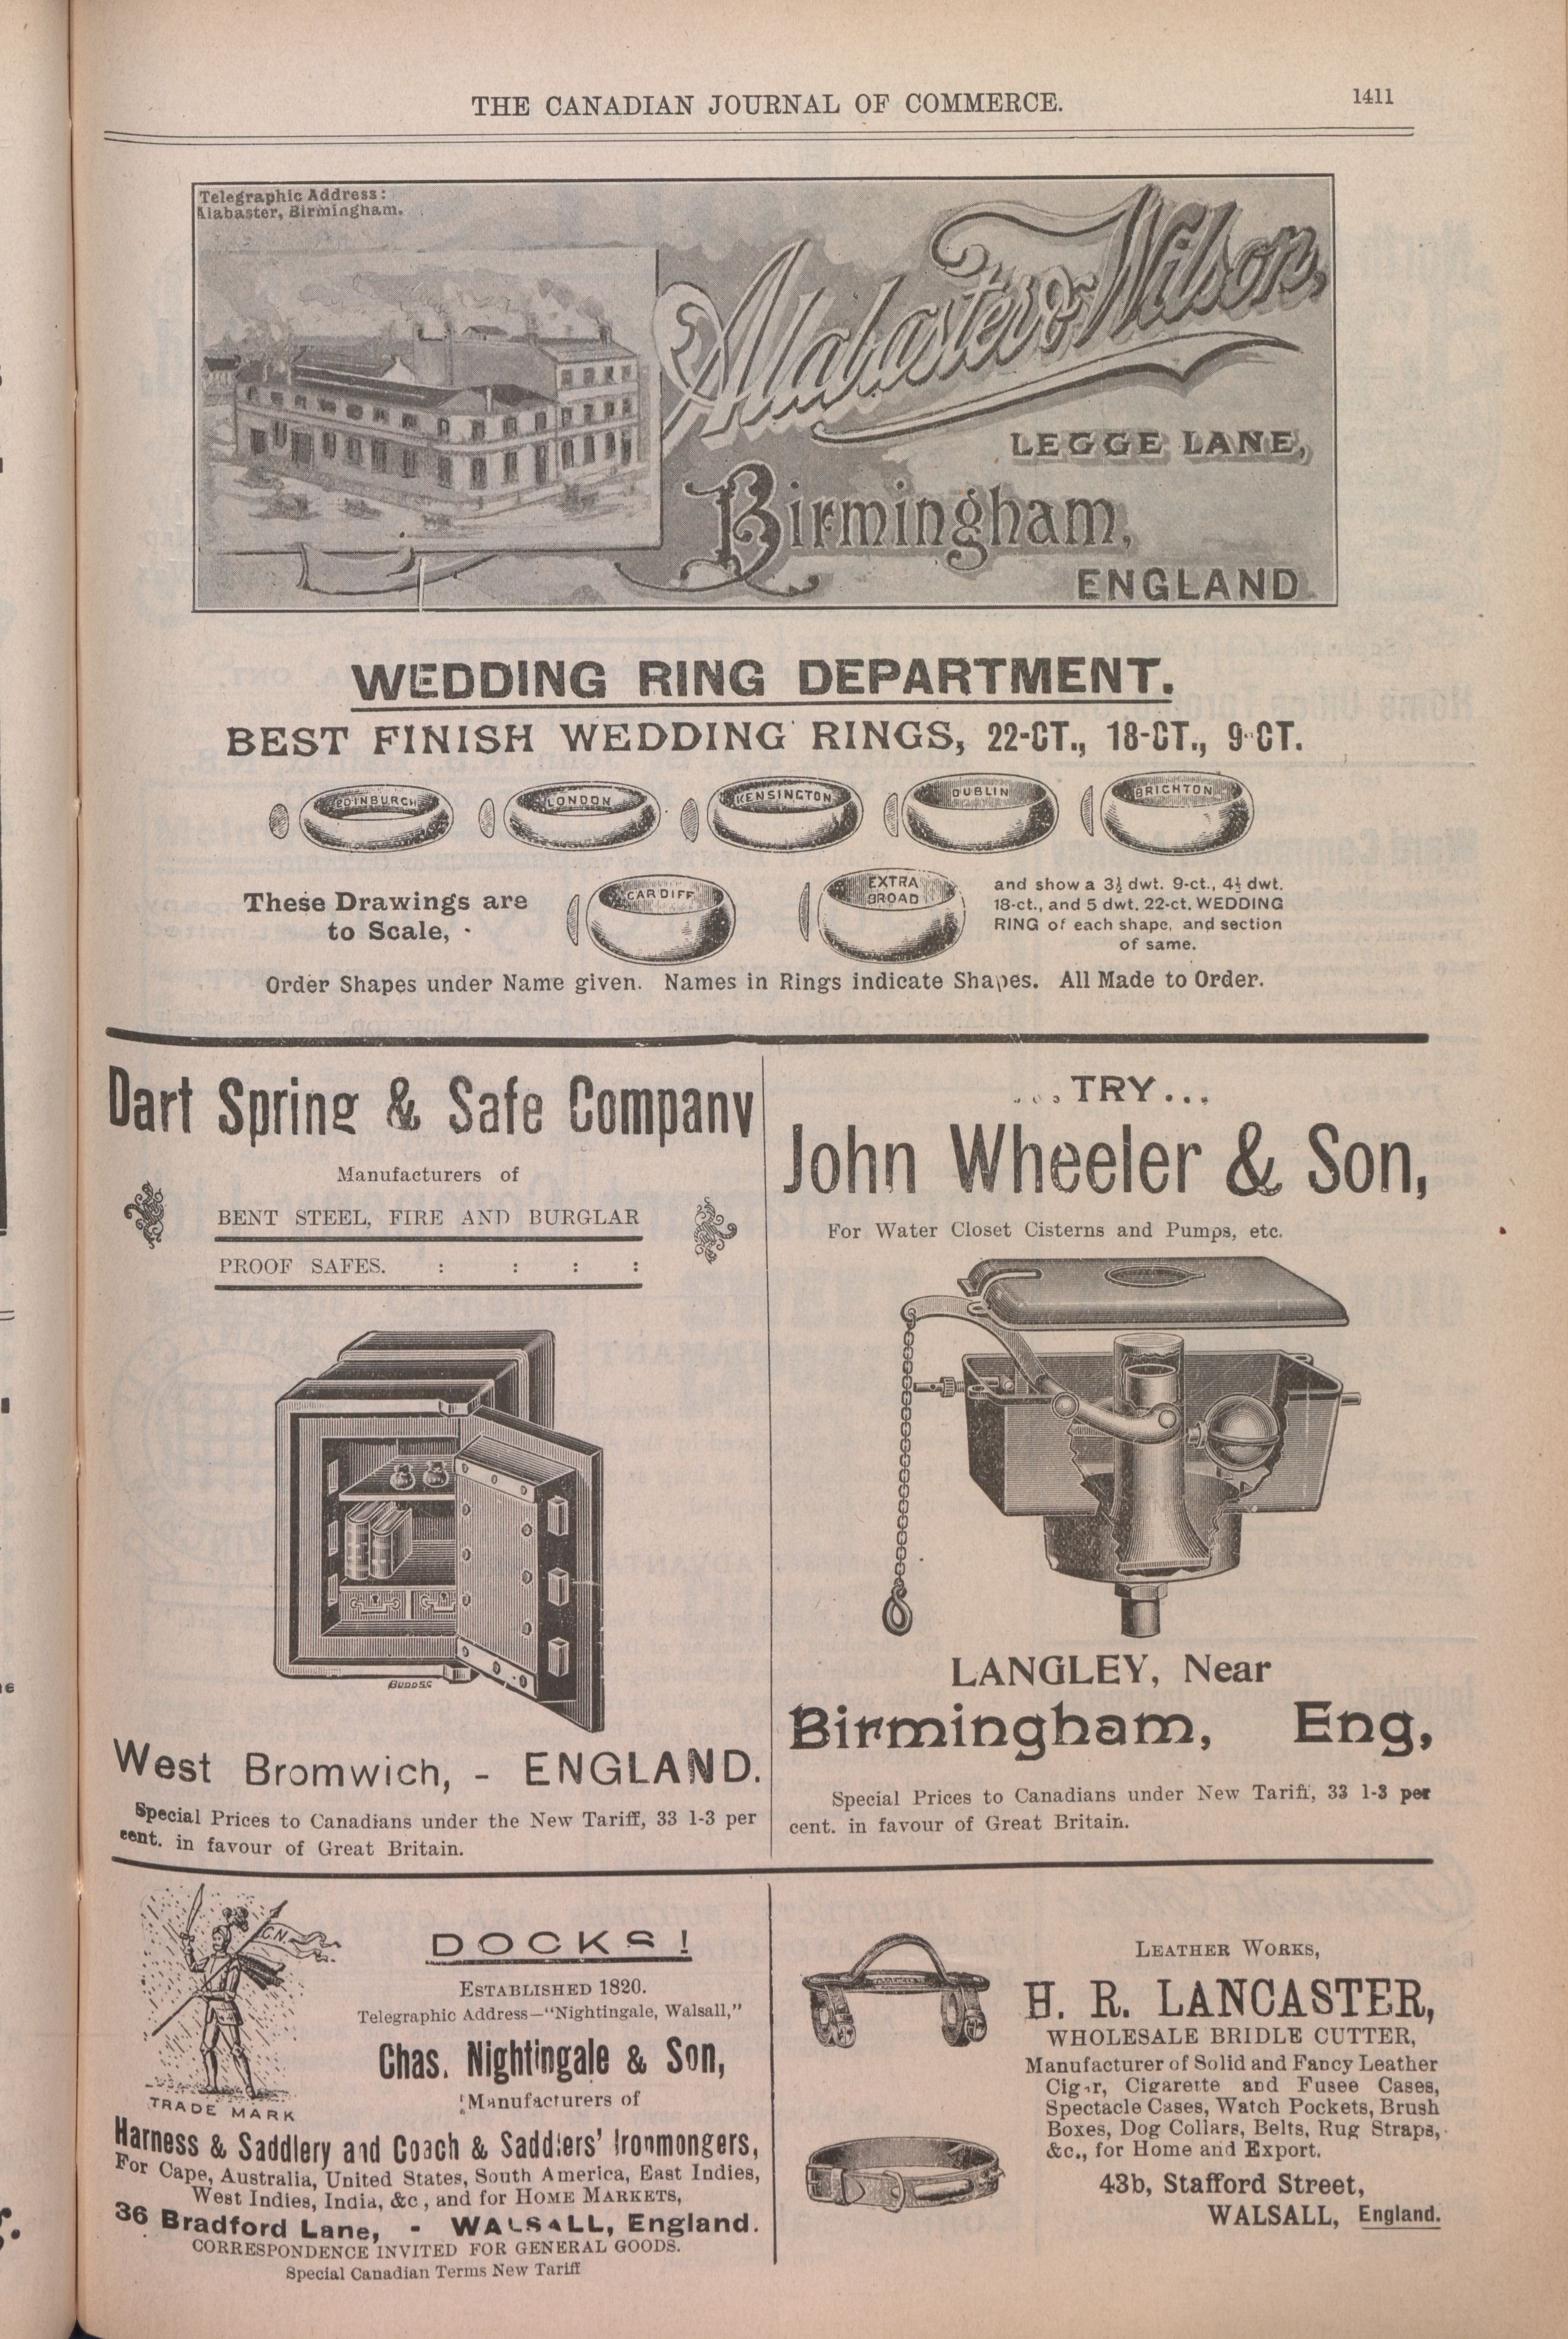 THE CANADIAN JOURNAL OF COMMERCE.
1411
Telegraphic Address:
Alabaster, Birmingham.
Alabaster & Wilson,
LEGGE LANE,
Birmingham,
ENGLAND
WEDDING RING DEPARTMENT.
BEST FINISH WEDDING RINGS, 22-CT., 18-CT., 9-CT.
EDINBURGH
LONDON
KENSINGTON
DUBLIN
BRIGHTON
These Drawings are
to Scale, -
CARDIFF
EXTRA
BROAD
and show a 3½ dwt. 9-ct., 4½ dwt.
18-ct., and 5 dwt. 22-ct. WEDDING
RING of each shape, and section
of same.
Order Shapes under Name given. Names in Rings indicate Shapes. All Made to Order.
Dart Spring & Safe Company
Manufacturers of
BENT STEEL, FIRE AND BURGLAR
PROOF SAFES. : : : :
BUDD SC
West Bromwich, - ENGLAND.
Special Prices to Canadians under the New Tariff, 33 1-3 per
cent. in favour of Great Britain.
...TRY...
John Wheeler & Son,
For Water Closet Cisterns and Pumps, etc.
LANGLEY, Near
Birmingham, Eng,
Special Prices to Canadians under New Tariff, 33 1-3 per
cent. in favour of Great Britain.
C.N.
TRADE MARK
DOCKS!
ESTABLISHED 1820.
Telegraphic Address—"Nightingale, Walsall,"
Chas. Nightingale & Son,
Manufacturers of
Harness & Saddlery and Coach & Saddlers' Ironmongers,
For Cape, Australia, United States, South America, East Indies,
West Indies, India, &c., and for HOME MARKETS,
36 Bradford Lane, - WALSALL, England.
CORRESPONDENCE INVITED FOR GENERAL GOODS.
Special Canadian Terms New Tariff
LEATHER WORKS,
H. R. LANCASTER,
WHOLESALE BRIDLE CUTTER,
Manufacturer of Solid and Fancy Leather
Cigar, Cigarette and Fusee Cases,
Spectacle Cases, Watch Pockets, Brush
Boxes, Dog Collars, Belts, Rug Straps,
&c., for Home and Export.
43b, Stafford Street,
WALSALL, England.